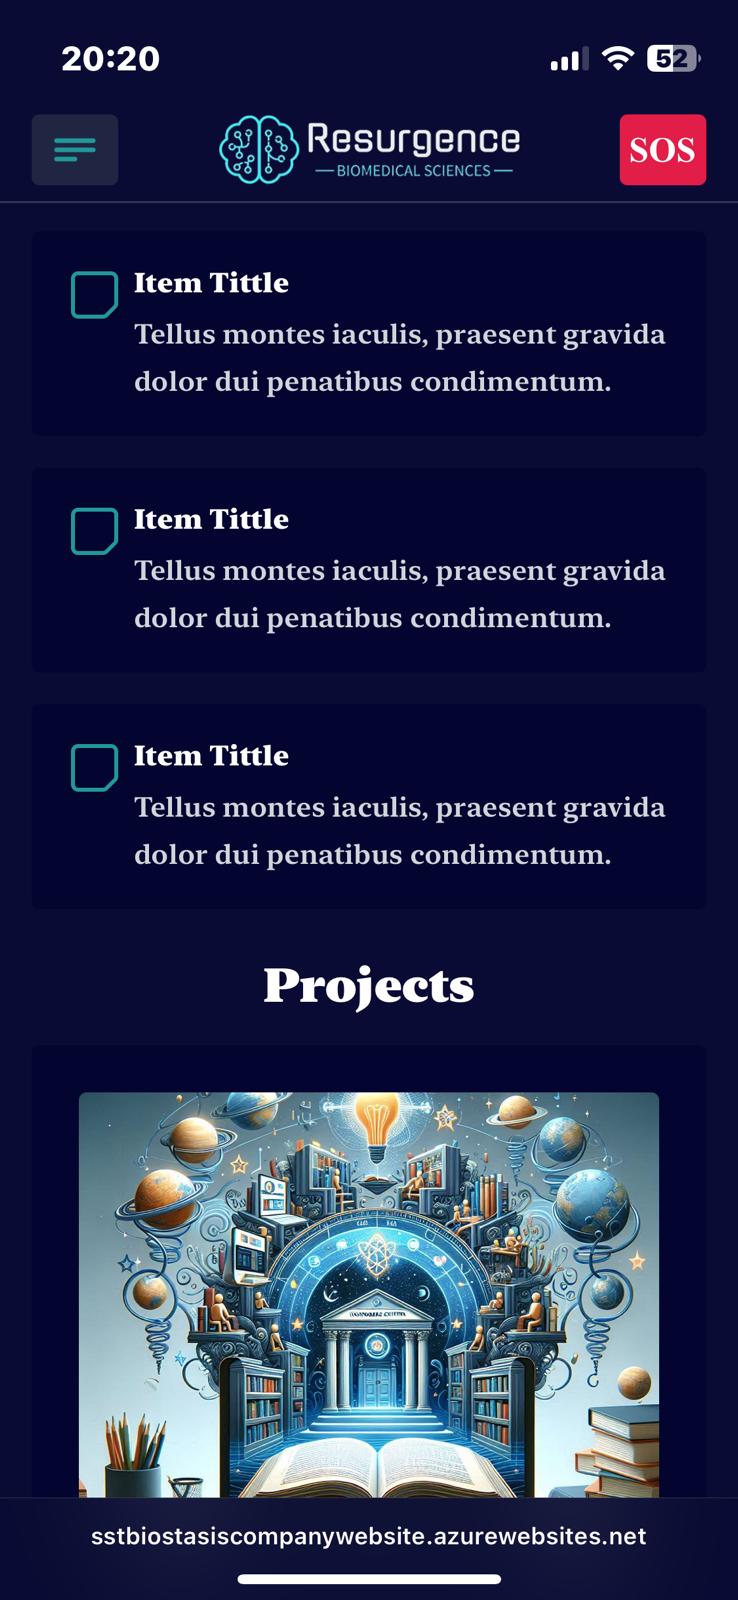 20:20
52
Resurgence
BIOMEDICAL SCIENCES
SOS
Item Tittle
Tellus montes iaculis, praesent gravida
dolor dui penatibus condimentum.
Item Tittle
Tellus montes iaculis, praesent gravida
dolor dui penatibus condimentum.
Item Tittle
Tellus montes iaculis, praesent gravida
dolor dui penatibus condimentum.
Projects
sstbiostasiscompanywebsite.azurewebsites.net